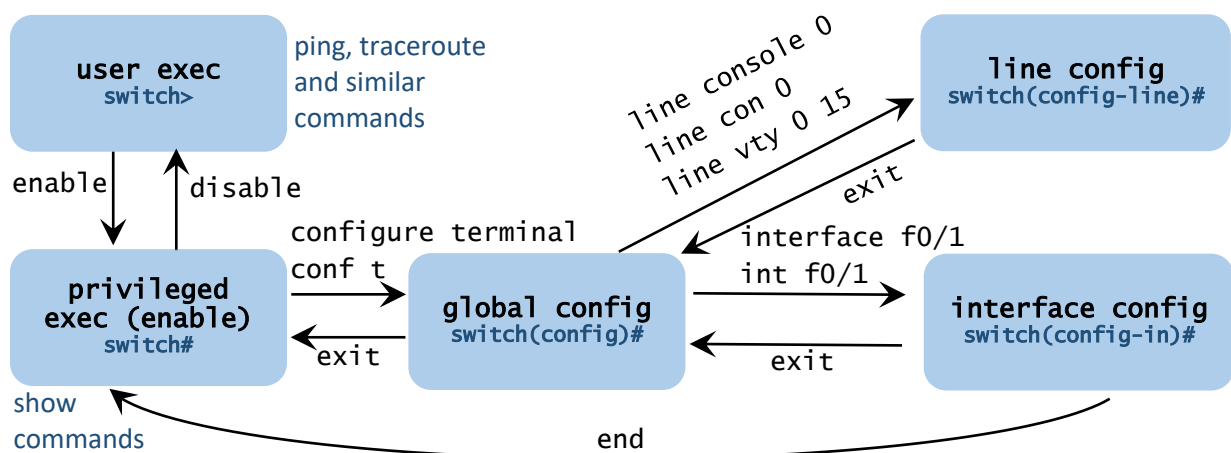 user exec
switch>
ping, traceroute
and similar
commands
line console 0
line con 0
line vty 0 15
line config
switch(config-line)#
enable
disable
exit
configure terminal
conf t
interface f0/1
int f0/1
privileged
exec (enable)
switch#
global config
switch(config)#
interface config
switch(config-in)#
exit
exit
show
commands
end